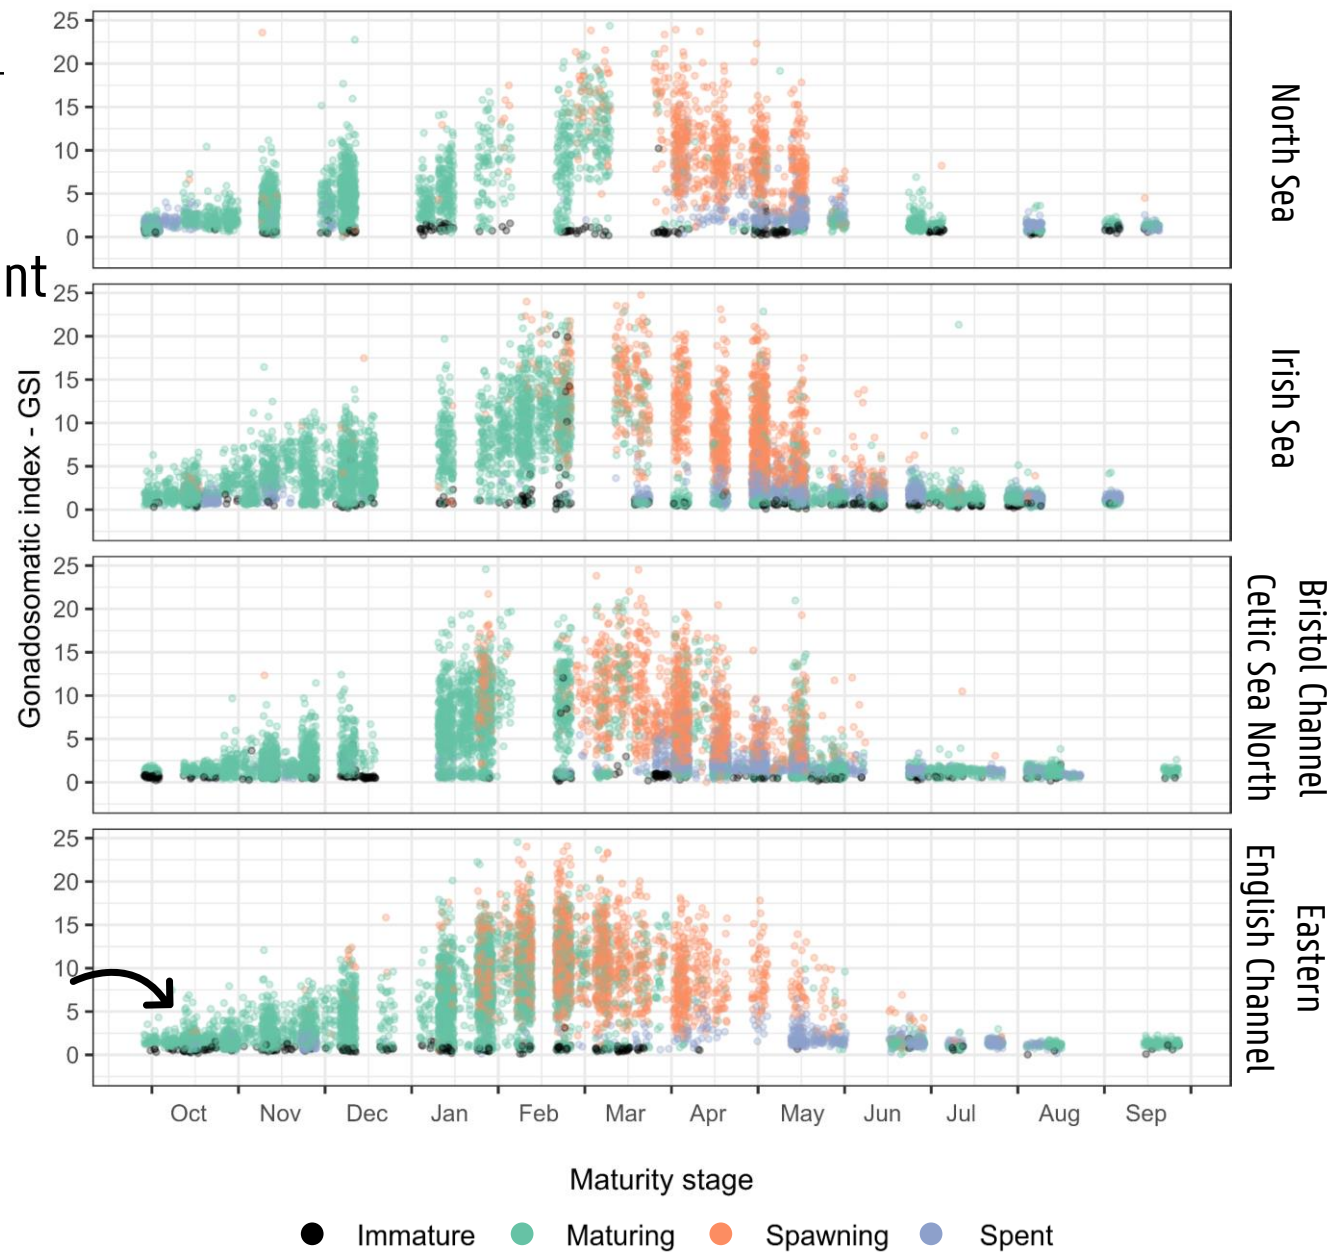 25
20
15
10
5
0
North Sea
nt
25
20
15
10
5
0
Irish Sea
Gonadosomatic index - GSI
25
20
15
10
5
0
Bristol Channel
Celtic Sea North
25
20
15
10
5
0
Eastern
English Channel
Oct Nov Dec Jan Feb Mar Apr May Jun Jul Aug Sep
Maturity stage
Immature Maturing Spawning Spent